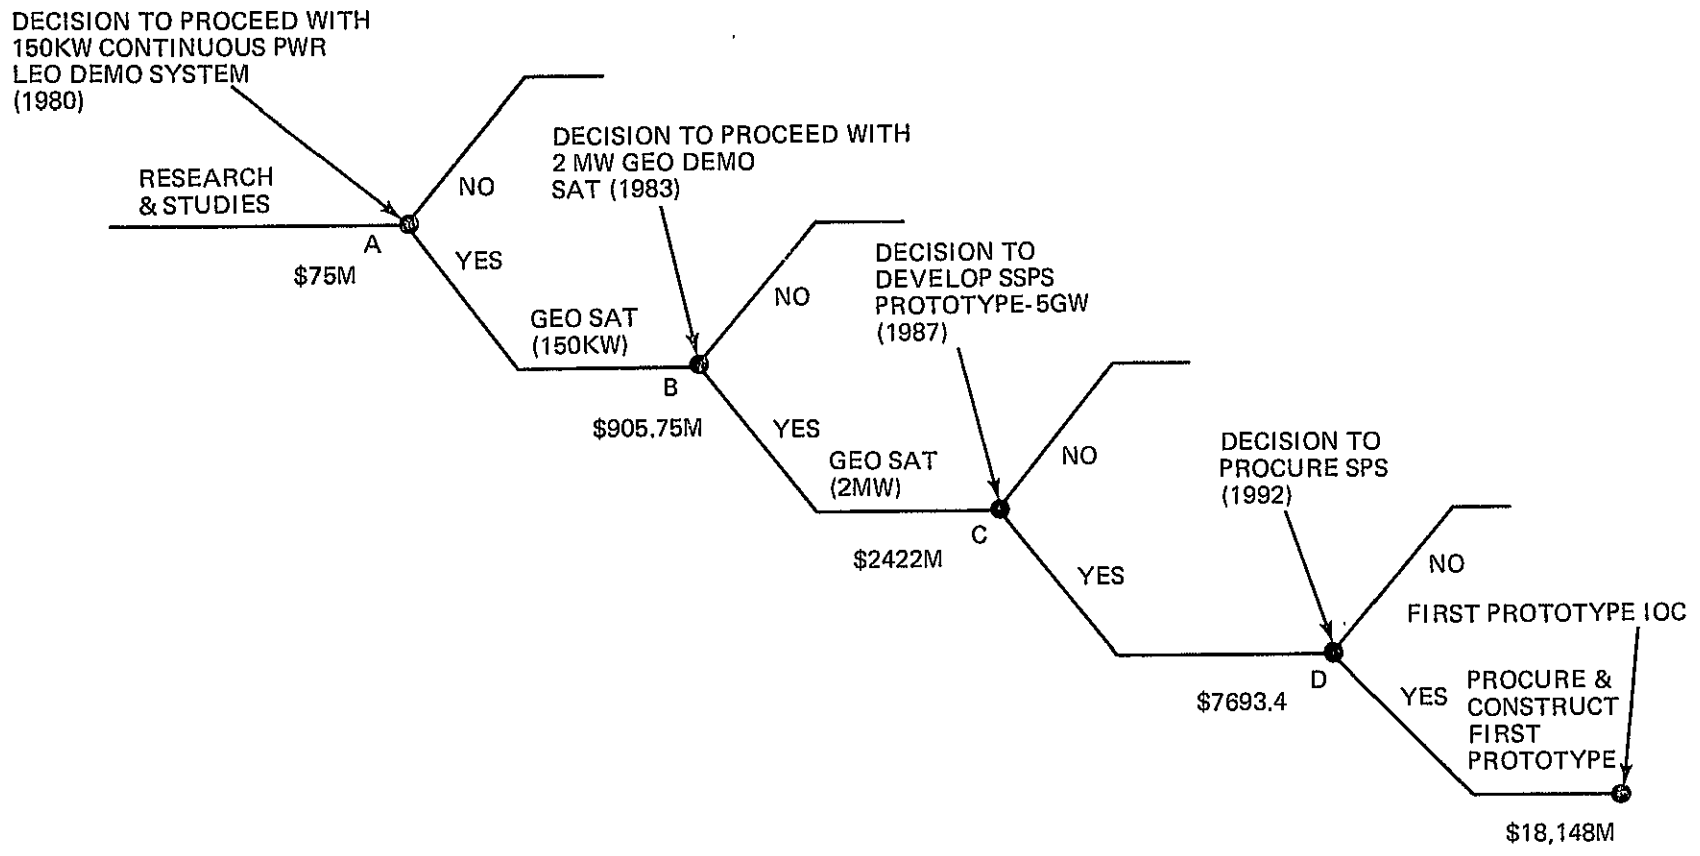 DECISION TO PROCEED WITH
150KW CONTINUOUS PWR
LEO DEMO SYSTEM
(1980)
RESEARCH
& STUDIES
A
$75M
NO
YES
DECISION TO PROCEED WITH
2 MW GEO DEMO
SAT (1983)
GEO SAT
(150KW)
B
$905.75M
NO
YES
DECISION TO
DEVELOP SSPS
PROTOTYPE-5GW
(1987)
GEO SAT
(2MW)
C
$2422M
NO
YES
DECISION TO
PROCURE SPS
(1992)
D
$7693.4
NO
YES
FIRST PROTOTYPE IOC
PROCURE &
CONSTRUCT
FIRST
PROTOTYPE
$18,148M